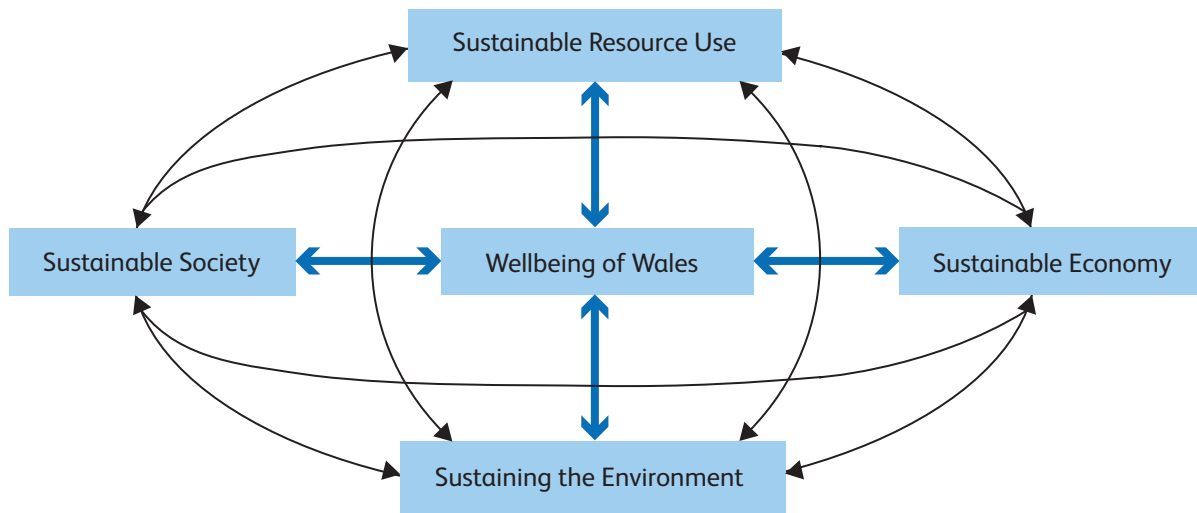 Sustainable Resource Use
Sustainable Society
Wellbeing of Wales
Sustainable Economy
Sustaining the Environment